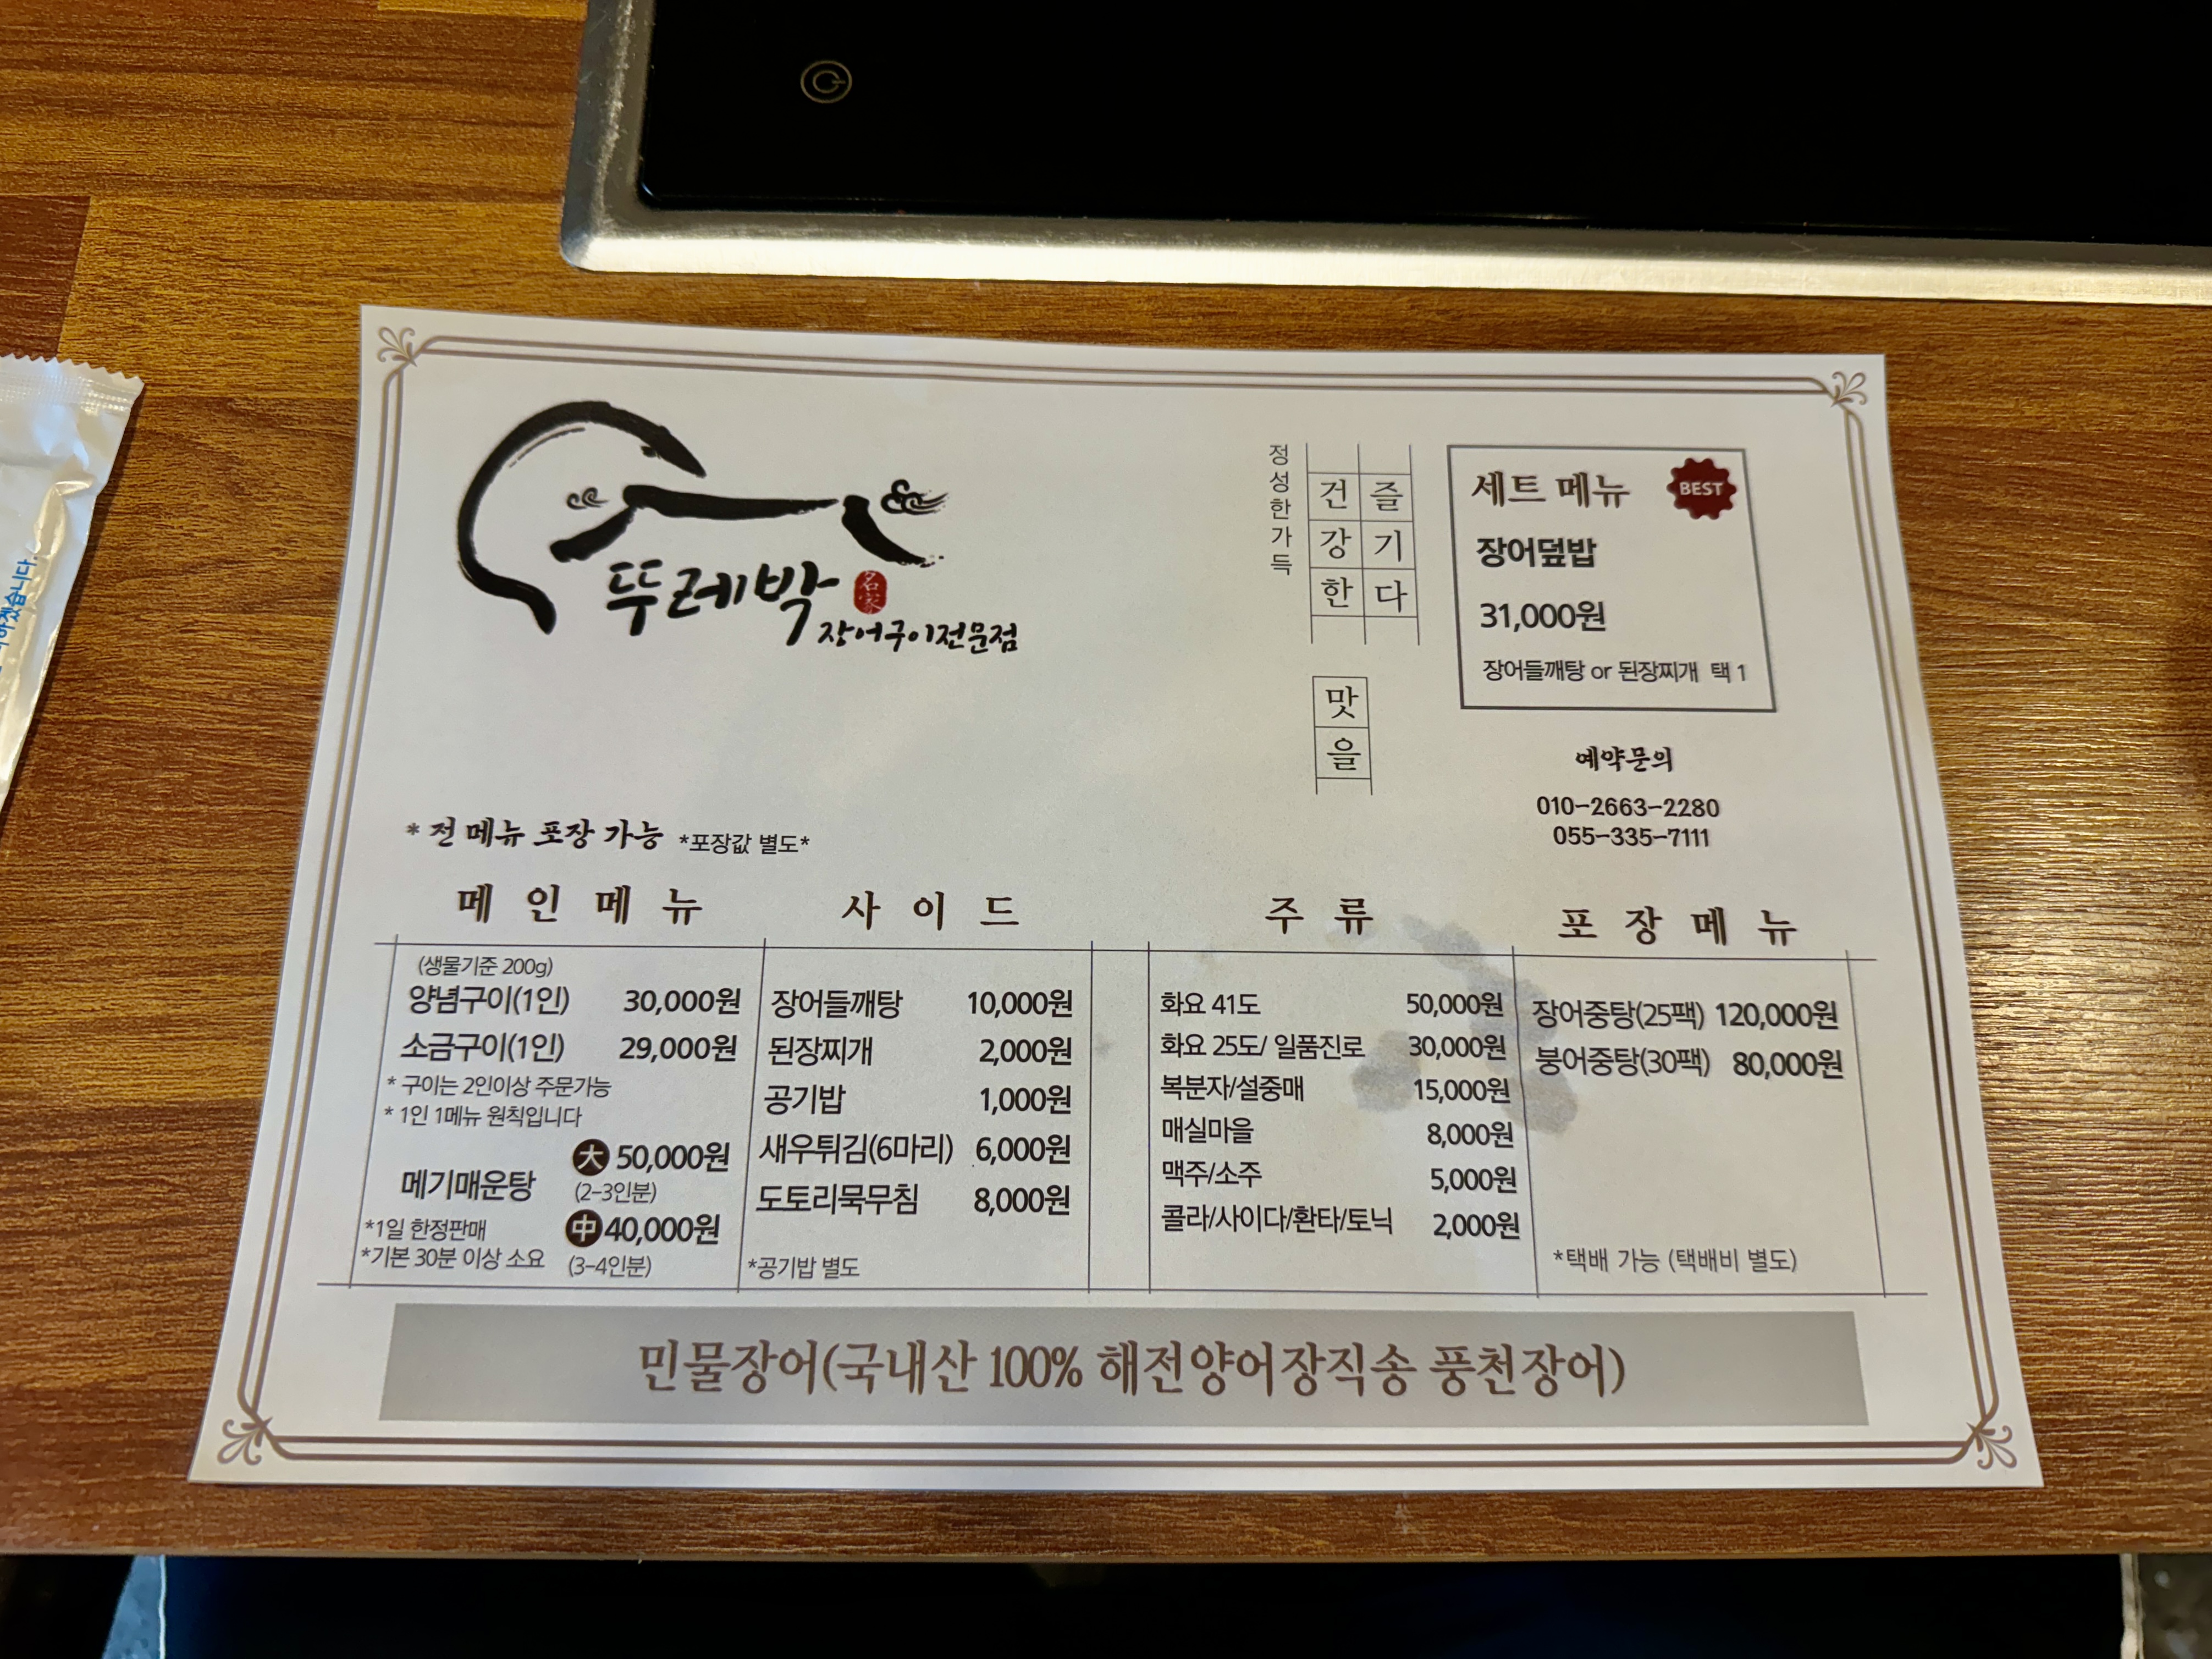 뚜레박
名家
장어구이전문점
정성한가득
건강한
즐기다
맛을
세트 메뉴
BEST
장어덮밥
31,000원
장어들깨탕 or 된장찌개 택 1
예약문의
010-2663-2280
055-335-7111
* 전 메뉴 포장 가능 *포장값 별도*
메인메뉴
(생물기준 200g)
양념구이(1인) 30,000원
소금구이(1인) 29,000원
* 구이는 2인이상 주문가능
* 1인 1메뉴 원칙입니다
메기매운탕
大 50,000원
(2-3인분)
中 40,000원
(3-4인분)
*1일 한정판매
*기본 30분 이상 소요
사이드
장어들깨탕 10,000원
된장찌개 2,000원
공기밥 1,000원
새우튀김(6마리) 6,000원
도토리묵무침 8,000원
*공기밥 별도
주류
화요 41도 50,000원
화요 25도/ 일품진로 30,000원
복분자/설중매 15,000원
매실마을 8,000원
맥주/소주 5,000원
콜라/사이다/환타/토닉 2,000원
포장메뉴
장어중탕(25팩) 120,000원
붕어중탕(30팩) 80,000원
*택배 가능 (택배비 별도)
민물장어(국내산 100% 해전양어장직송 풍천장어)